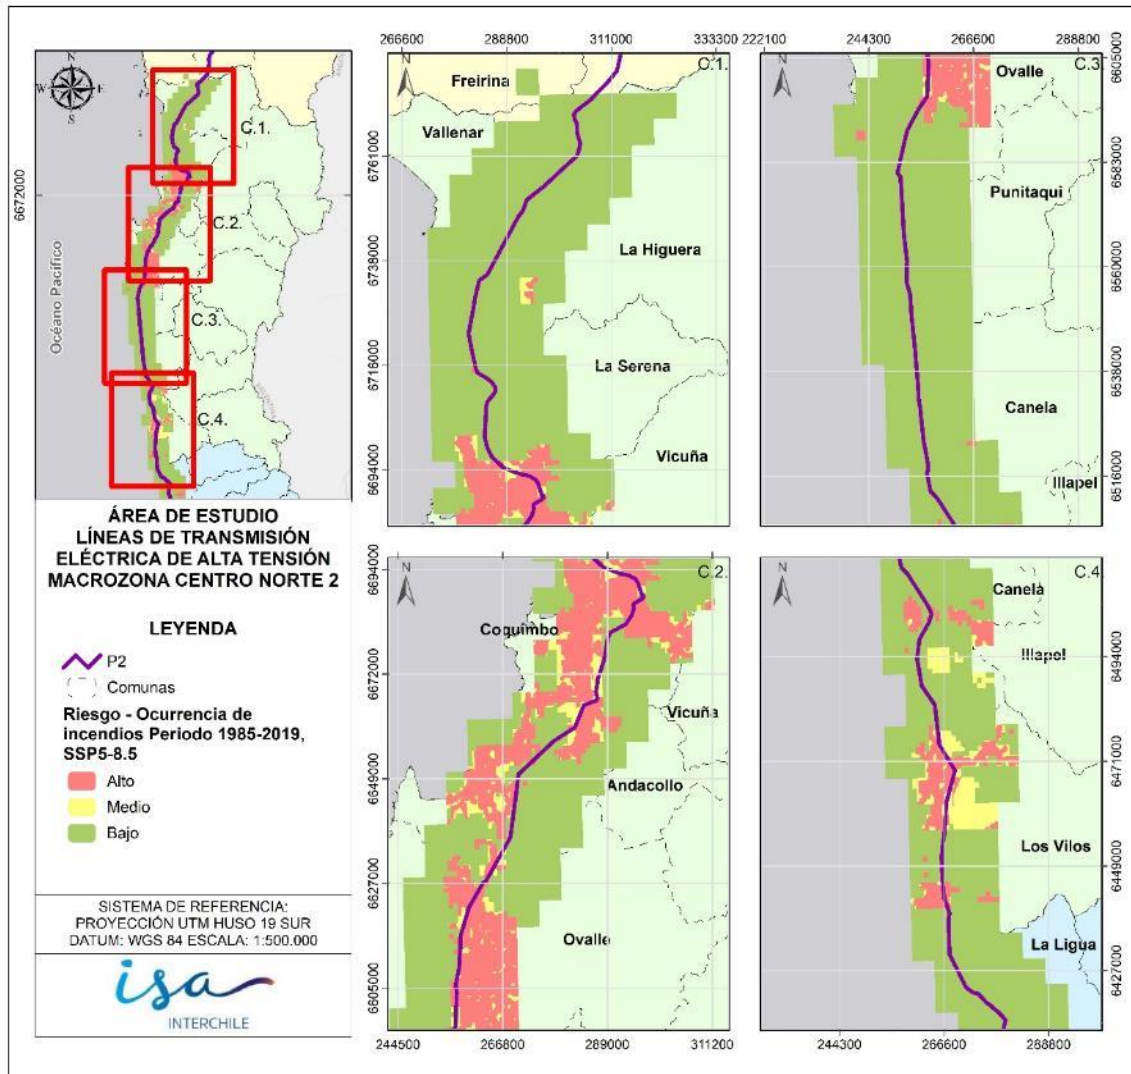 N
W
E
S
C.1.
C.2.
C.3.
C.4.
6672000
Océano Pacífico
ÁREA DE ESTUDIO
LÍNEAS DE TRANSMISIÓN
ELÉCTRICA DE ALTA TENSIÓN
MACROZONA CENTRO NORTE 2
LEYENDA
P2
Comunas
Riesgo - Ocurrencia de
incendios Periodo 1985-2019,
SSP5-8.5
Alto
Medio
Bajo
SISTEMA DE REFERENCIA:
PROYECCIÓN UTM HUSO 19 SUR
DATUM: WGS 84 ESCALA: 1:500.000
isa
INTERCHILE
266600 288800 311000 333300
C.1.
N
Freirina
Vallenar
La Higuera
La Serena
Vicuña
6761000
6738000
6716000
6694000
222100 244300 266600 288800
C.3
N
Ovalle
Punitaqui
Canela
Illapel
6605000
6583000
6560000
6538000
6516000
C.2.
N
Coquimbo
Vicuña
Andacollo
Ovalle
6694000
6672000
6649000
6627000
6605000
244500 266800 289000 311200
C.4
N
Canela
Illapel
Los Vilos
La Ligua
6494000
6471000
6449000
6427000
244300 266600 288800